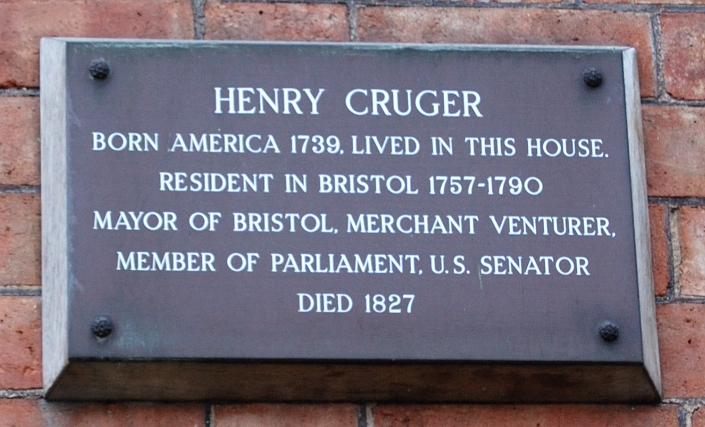 HENRY CRUGER
BORN AMERICA 1739. LIVED IN THIS HOUSE.
RESIDENT IN BRISTOL 1757-1790
MAYOR OF BRISTOL, MERCHANT VENTURER,
MEMBER OF PARLIAMENT, U.S. SENATOR
DIED 1827